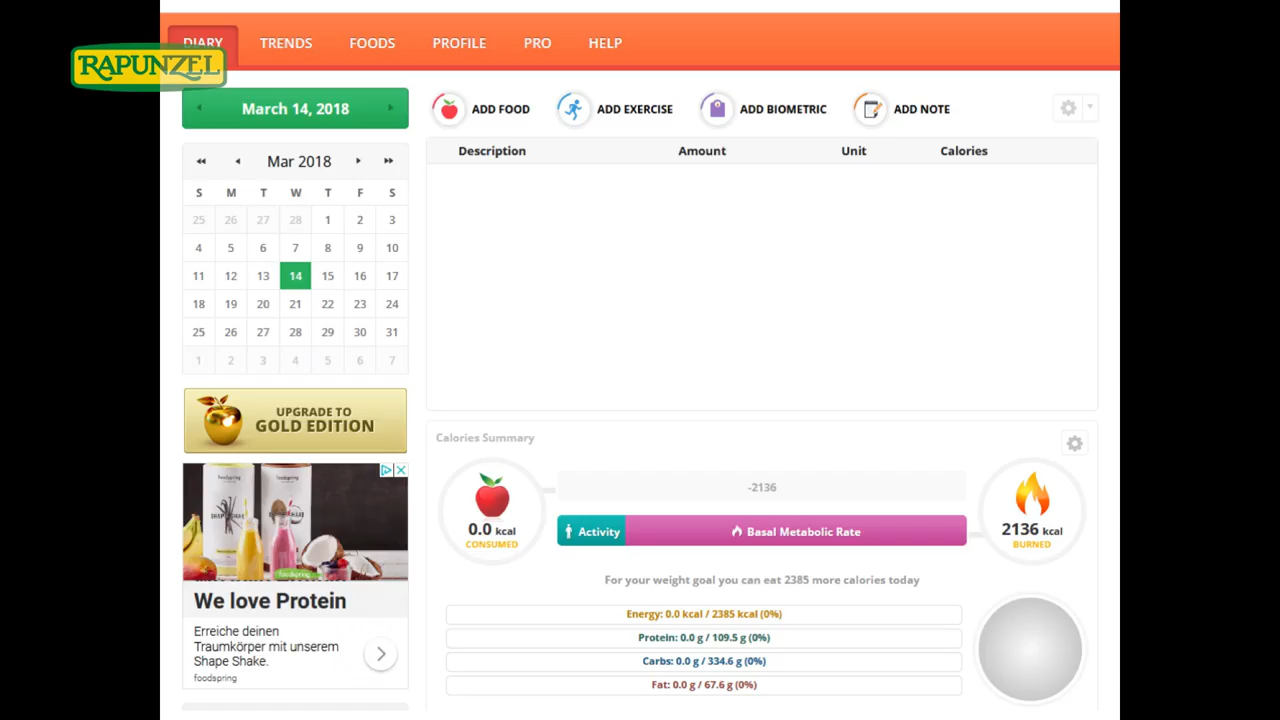 DIARY
TRENDS
FOODS
PROFILE
PRO
HELP
RAPUNZEL
March 14, 2018
ADD FOOD
ADD EXERCISE
ADD BIOMETRIC
ADD NOTE
Mar 2018
Description Amount Unit Calories
S M T W T F S
25 26 27 28 1 2 3
4 5 6 7 8 9 10
11 12 13 14 15 16 17
18 19 20 21 22 23 24
25 26 27 28 29 30 31
1 2 3 4 5 6 7
UPGRADE TO
GOLD EDITION
Calories Summary
0.0 kcal
CONSUMED
-2136
Activity
Basal Metabolic Rate
2136 kcal
BURNED
For your weight goal you can eat 2385 more calories today
Energy: 0.0 kcal / 2385 kcal (0%)
Protein: 0.0 g / 109.5 g (0%)
Carbs: 0.0 g / 334.6 g (0%)
Fat: 0.0 g / 67.6 g (0%)
foodspring
foodspring
SHAPE SHAKE
foodspring
We love Protein
Erreiche deinen
Traumkörper mit unserem
Shape Shake.
foodspring